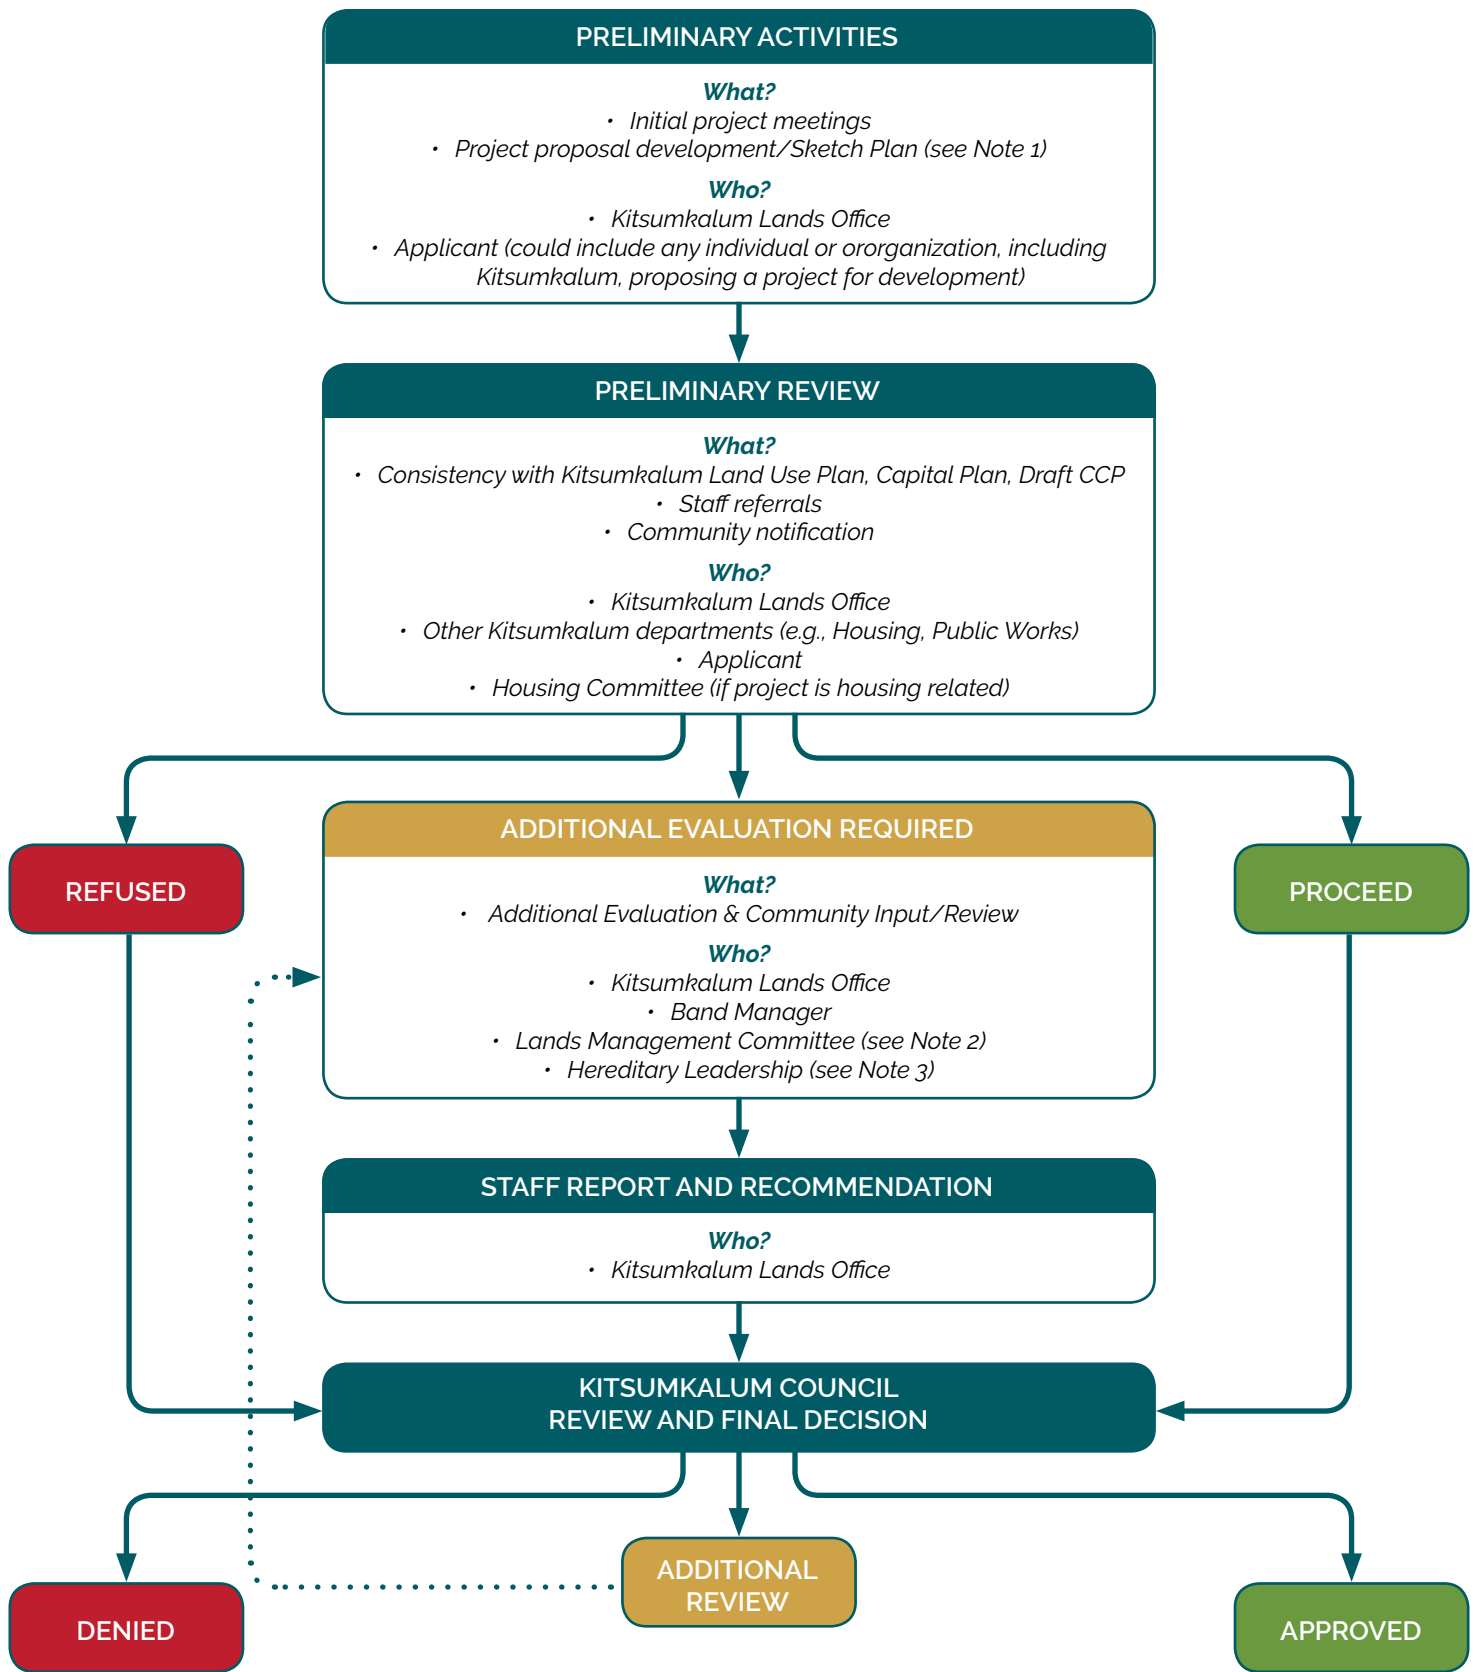 PRELIMINARY ACTIVITIES
What?
• Initial project meetings
• Project proposal development/Sketch Plan (see Note 1)
Who?
• Kitsumkalum Lands Office
• Applicant (could include any individual or ororganization, including
Kitsumkalum, proposing a project for development)
PRELIMINARY REVIEW
What?
• Consistency with Kitsumkalum Land Use Plan, Capital Plan, Draft CCP
• Staff referrals
• Community notification
Who?
• Kitsumkalum Lands Office
• Other Kitsumkalum departments (e.g., Housing, Public Works)
• Applicant
• Housing Committee (if project is housing related)
REFUSED
ADDITIONAL EVALUATION REQUIRED
What?
• Additional Evaluation & Community Input/Review
Who?
• Kitsumkalum Lands Office
• Band Manager
• Lands Management Committee (see Note 2)
• Hereditary Leadership (see Note 3)
PROCEED
STAFF REPORT AND RECOMMENDATION
Who?
• Kitsumkalum Lands Office
KITSUMKALUM COUNCIL
REVIEW AND FINAL DECISION
DENIED
ADDITIONAL
REVIEW
APPROVED